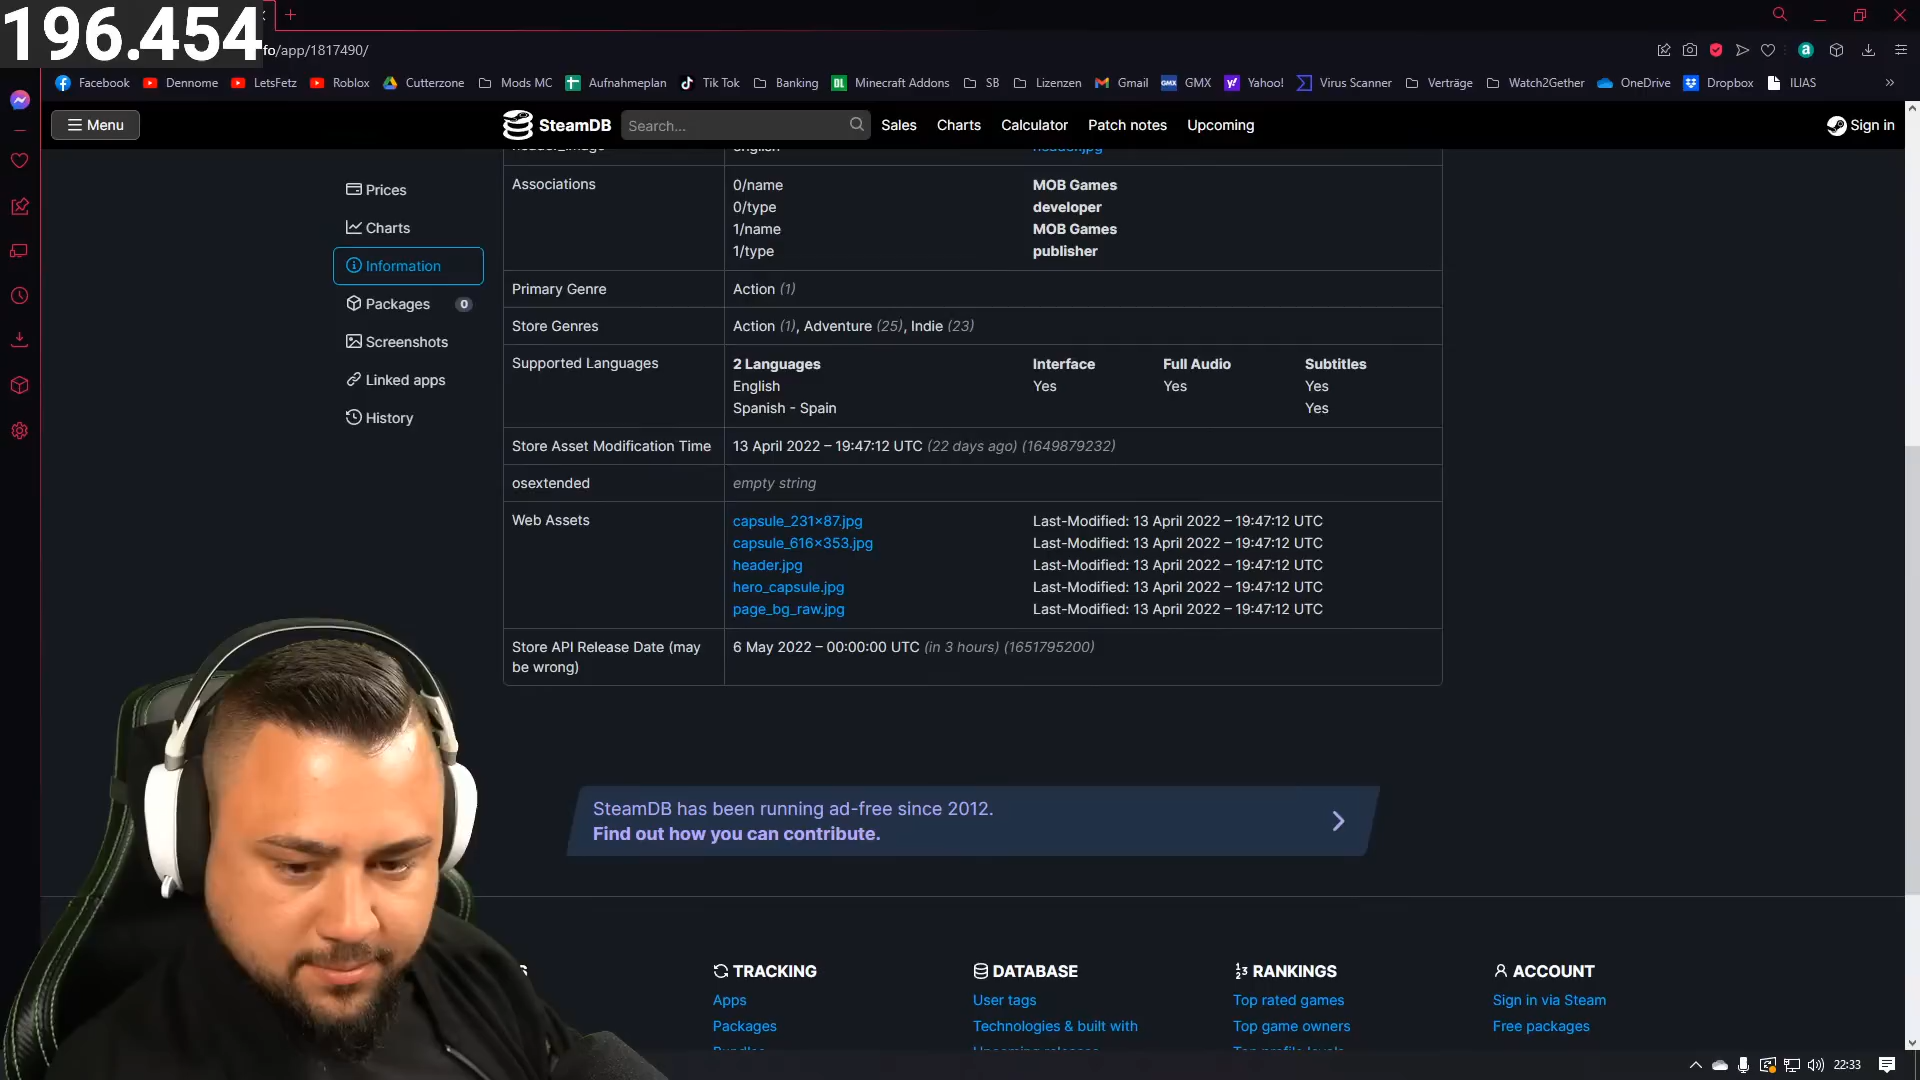 196.454
fo/app/1817490/
Facebook Dennome LetsFetz Roblox Cutterzone Mods MC Aufnahmeplan Tik Tok Banking Minecraft Addons SB Lizenzen Gmail GMX Yahoo! Virus Scanner Verträge Watch2Gether OneDrive Dropbox ILIAS
Menu
SteamDB Search... Sales Charts Calculator Patch notes Upcoming Sign in
header_image english header.jpg
Prices
Charts
Information
Packages 0
Screenshots
Linked apps
History
Associations 0/name MOB Games
0/type developer
1/name MOB Games
1/type publisher
Primary Genre Action (1)
Store Genres Action (1), Adventure (25), Indie (23)
Supported Languages 2 Languages Interface Full Audio Subtitles
English Yes Yes Yes
Spanish - Spain Yes
Store Asset Modification Time 13 April 2022 – 19:47:12 UTC (22 days ago) (1649879232)
osextended empty string
Web Assets capsule_231×87.jpg Last-Modified: 13 April 2022 – 19:47:12 UTC
capsule_616×353.jpg Last-Modified: 13 April 2022 – 19:47:12 UTC
header.jpg Last-Modified: 13 April 2022 – 19:47:12 UTC
hero_capsule.jpg Last-Modified: 13 April 2022 – 19:47:12 UTC
page_bg_raw.jpg Last-Modified: 13 April 2022 – 19:47:12 UTC
Store API Release Date (may
be wrong) 6 May 2022 – 00:00:00 UTC (in 3 hours) (1651795200)
SteamDB has been running ad-free since 2012.
Find out how you can contribute.
TRACKING DATABASE RANKINGS ACCOUNT
Apps User tags Top rated games Sign in via Steam
Packages Technologies & built with Top game owners Free packages
22:33